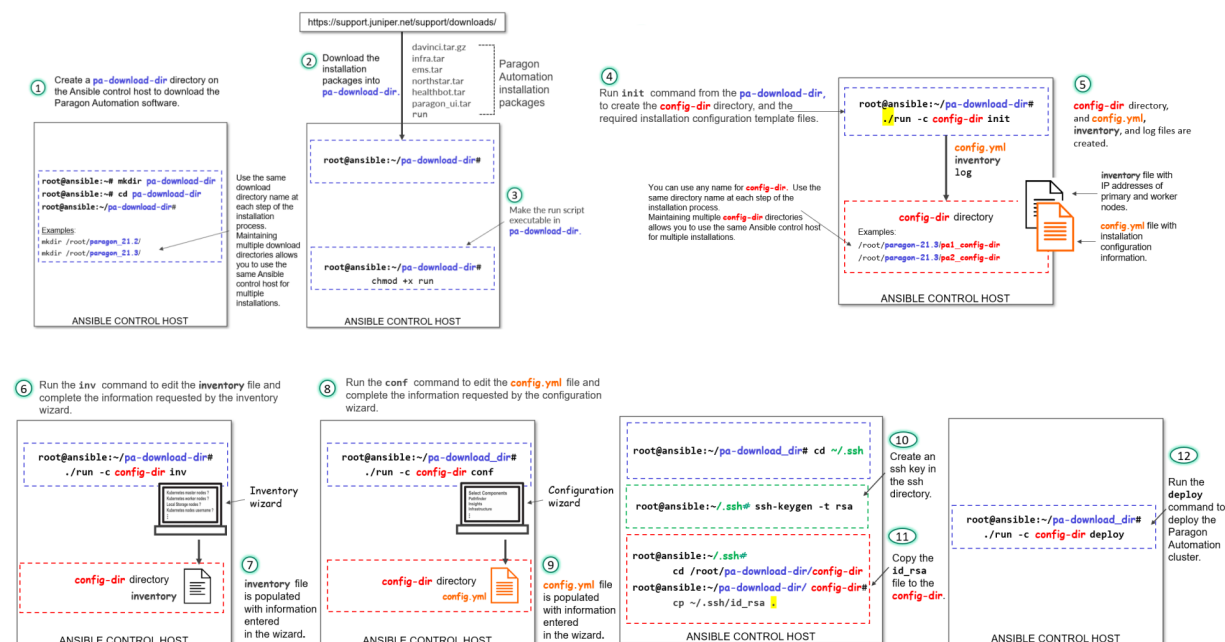 https://support.juniper.net/support/downloads/
1
Create a pa-download-dir directory on
the Ansible control host to download the
Paragon Automation software.
root@ansible:~# mkdir pa-download-dir
root@ansible:~# cd pa-download-dir
root@ansible:~/pa-download-dir#
Examples:
mkdir /root/paragon_21.2/
mkdir /root/paragon_21.3/
ANSIBLE CONTROL HOST
Use the same
download
directory name at
each step of the
installation
process.
Maintaining
multiple download
directories allows
you to use the
same Ansible
control host for
multiple
installations.
2
Download the
installation
packages into
pa-download-dir.
davinci.tar.gz
infra.tar
ems.tar
northstar.tar
healthbot.tar
paragon_ui.tar
run
Paragon
Automation
installation
packages
root@ansible:~/pa-download-dir#
3
Make the run script
executable in
pa-download-dir.
root@ansible:~/pa-download-dir#
chmod +x run
ANSIBLE CONTROL HOST
4
Run init command from the pa-download-dir,
to create the config-dir directory, and the
required installation configuration template files.
root@ansible:~/pa-download-dir#
./run -c config-dir init
config.yml
inventory
log
5
config-dir directory,
and config.yml,
inventory, and log files are
created.
You can use any name for config-dir. Use the
same directory name at each step of the
installation process.
Maintaining multiple config-dir directories
allows you to use the same Ansible control host
for multiple installations.
config-dir directory
Examples:
/root/paragon-21.3/pa1_config-dir
/root/paragon-21.3/pa2_config-dir
ANSIBLE CONTROL HOST
inventory file with
IP addresses of
primary and worker
nodes.
config.yml file with
installation
configuration
information.
6
Run the inv command to edit the inventory file and
complete the information requested by the inventory
wizard.
root@ansible:~/pa-download-dir#
./run -c config-dir inv
Kubernetes master nodes ?
Kubernetes worker nodes ?
Local Storage nodes ?
Kubernetes nodes username ?
Inventory
wizard
config-dir directory
inventory
7
inventory file
is populated
with information
entered
in the wizard.
ANSIBLE CONTROL HOST
8
Run the conf command to edit the config.yml file and
complete the information requested by the configuration
wizard.
root@ansible:~/pa-download_dir#
./run -c config-dir conf
Select Components
Pathfinder
Insights
Infrastructure
Configuration
wizard
config-dir directory
config.yml
9
config.yml file
is populated
with information
entered
in the wizard.
ANSIBLE CONTROL HOST
root@ansible:~/pa-download_dir# cd ~/.ssh
10
Create an
ssh key in
the ssh
directory.
root@ansible:~/.ssh# ssh-keygen -t rsa
11
Copy the
id_rsa
file to the
config-dir.
root@ansible:~/.ssh#
cd /root/pa-download-dir/config-dir
root@ansible:~/pa-download-dir/ config-dir#
cp ~/.ssh/id_rsa .
ANSIBLE CONTROL HOST
12
Run the
deploy
command to
deploy the
Paragon
Automation
cluster.
root@ansible:~/pa-download_dir#
./run -c config-dir deploy
ANSIBLE CONTROL HOST